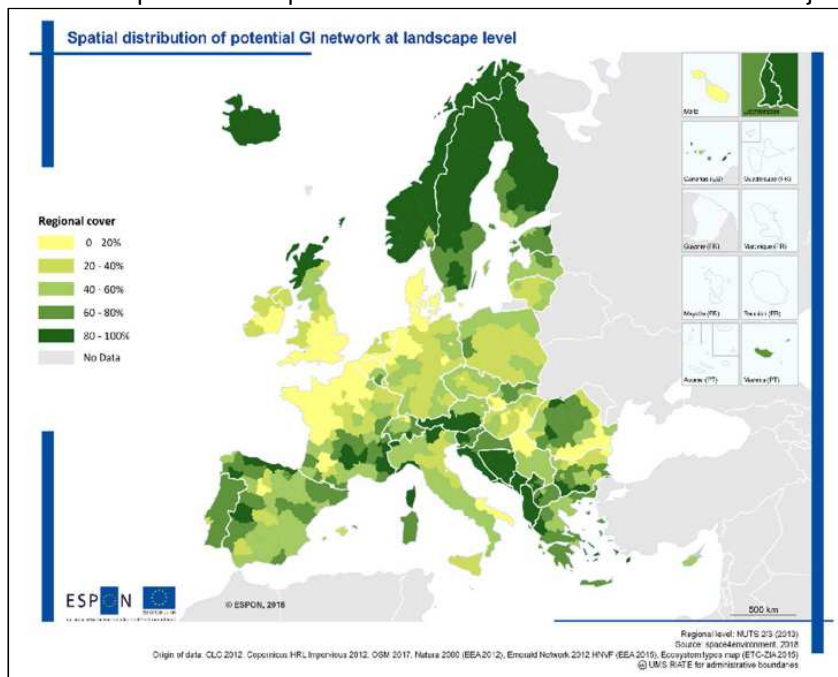 Spatial distribution of potential GI network at landscape level
Regional cover
0 - 20%
20 - 40%
40 - 60%
60 - 80%
80 - 100%
No Data
Malta
Liechtenstein
Canarias (ES)
Guadeloupe (FR)
Guyane (FR)
Martinique (FR)
Mayotte (FR)
Réunion (FR)
Açores (PT)
Madeira (PT)
ESPON
© ESPON, 2018
500 km
Regional level: NUTS 2/3 (2013)
Source: space4environment, 2018
Origin of data: CLC 2012, Copernicus HRL Impervious 2012, OSM 2017, Natura 2000 (EEA 2012), Emerald Network 2012 HNVF (EEA 2015), Ecosystem types map (ETC-ZIA 2015)
UMS RIATE for administrative boundaries